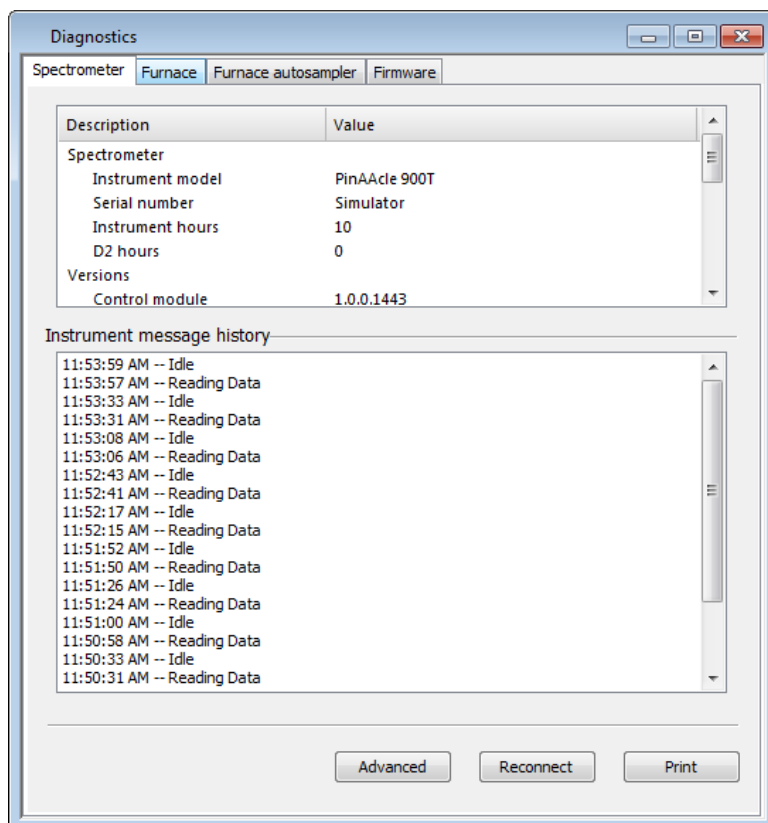 Diagnostics
Spectrometer Furnace Furnace autosampler Firmware
Description Value
Spectrometer
Instrument model PinAAcle 900T
Serial number Simulator
Instrument hours 10
D2 hours 0
Versions
Control module 1.0.0.1443
Instrument message history
11:53:59 AM -- Idle
11:53:57 AM -- Reading Data
11:53:33 AM -- Idle
11:53:31 AM -- Reading Data
11:53:08 AM -- Idle
11:53:06 AM -- Reading Data
11:52:43 AM -- Idle
11:52:41 AM -- Reading Data
11:52:17 AM -- Idle
11:52:15 AM -- Reading Data
11:51:52 AM -- Idle
11:51:50 AM -- Reading Data
11:51:26 AM -- Idle
11:51:24 AM -- Reading Data
11:51:00 AM -- Idle
11:50:58 AM -- Reading Data
11:50:33 AM -- Idle
11:50:31 AM -- Reading Data
Advanced Reconnect Print